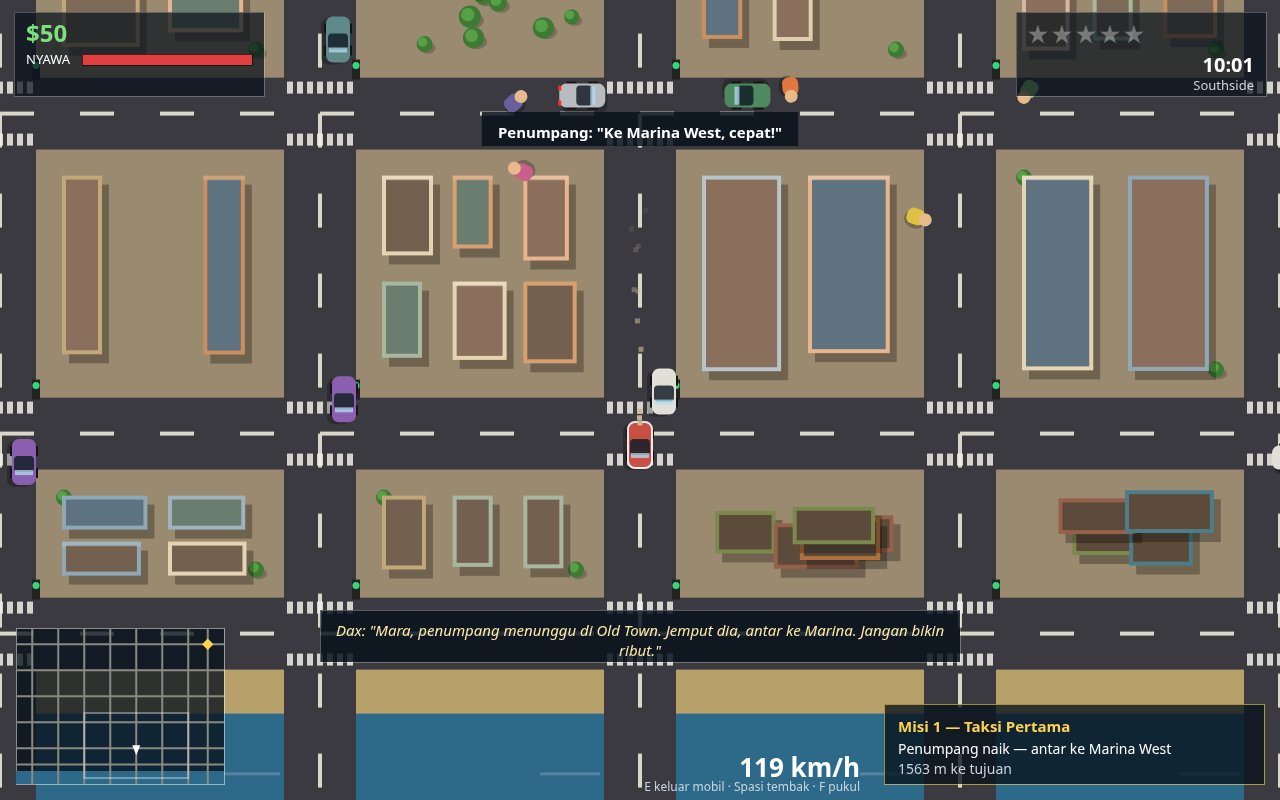 $50
NYAWA
★★★★★
10:01
Southside
Penumpang: "Ke Marina West, cepat!"
Dax: "Mara, penumpang menunggu di Old Town. Jemput dia, antar ke Marina. Jangan bikin
ribut."
Misi 1 — Taksi Pertama
Penumpang naik — antar ke Marina West
1563 m ke tujuan
119 km/h
E keluar mobil · Spasi tembak · F pukul